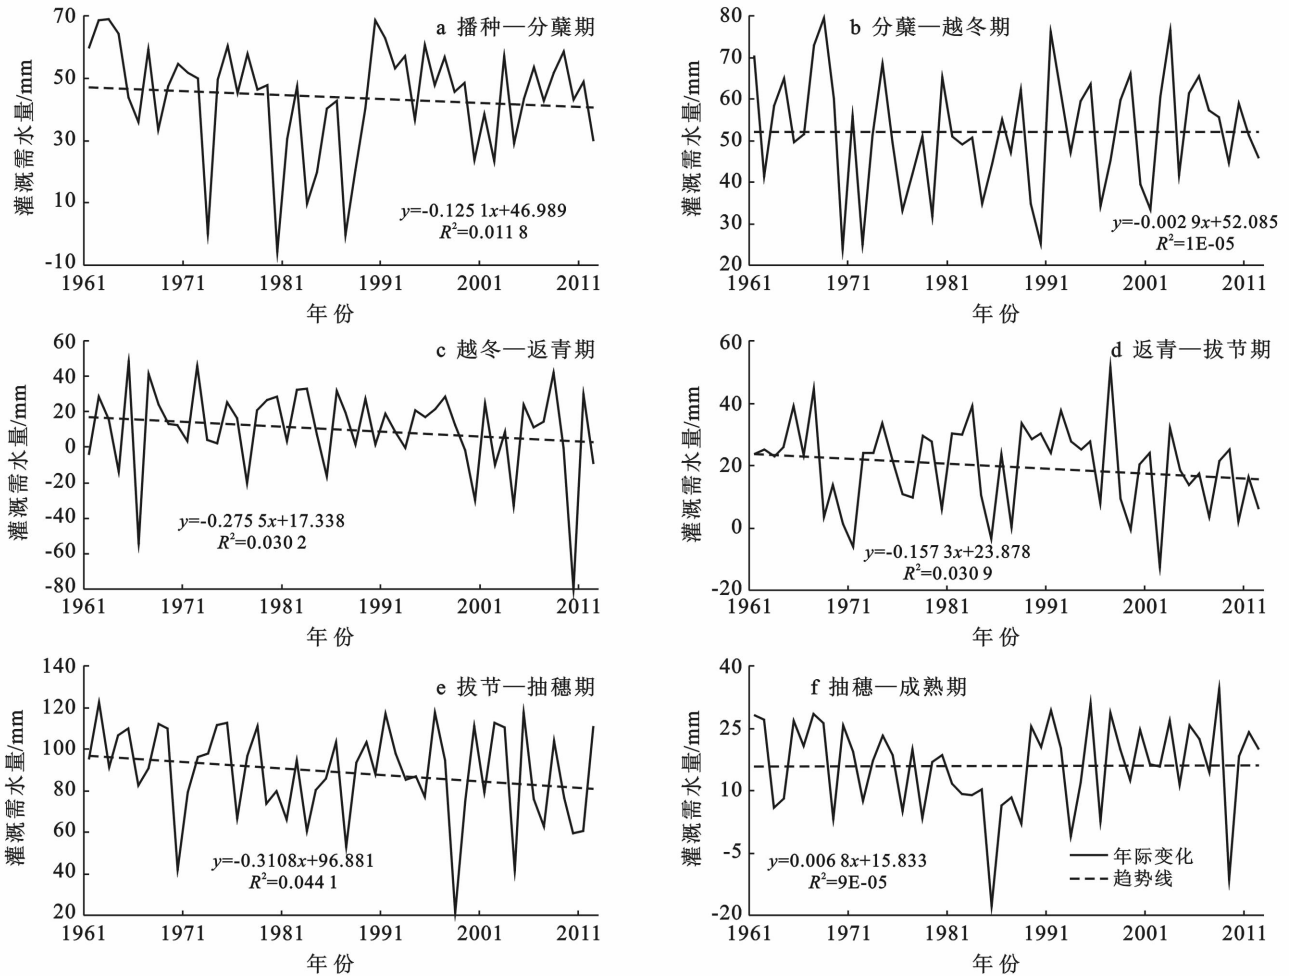 a 播种—分蘖期
灌溉需水量/mm
70
50
30
10
-10
y=-0.125 1x+46.989
R²=0.011 8
1961 1971 1981 1991 2001 2011
年份
b 分蘖—越冬期
灌溉需水量/mm
80
70
60
50
40
30
20
y=-0.002 9x+52.085
R²=1E-05
1961 1971 1981 1991 2001 2011
年份
c 越冬—返青期
灌溉需水量/mm
60
40
20
0
-20
-40
-60
-80
y=-0.275 5x+17.338
R²=0.030 2
1961 1971 1981 1991 2001 2011
年份
d 返青—拔节期
灌溉需水量/mm
60
40
20
0
-20
y=-0.157 3x+23.878
R²=0.030 9
1961 1971 1981 1991 2001 2011
年份
e 拔节—抽穗期
灌溉需水量/mm
140
120
100
80
60
40
20
y=-0.3108x+96.881
R²=0.044 1
1961 1971 1981 1991 2001 2011
年份
f 抽穗—成熟期
灌溉需水量/mm
40
25
10
-5
-20
y=0.006 8x+15.833
R²=9E-05
年际变化
趋势线
1961 1971 1981 1991 2001 2011
年份